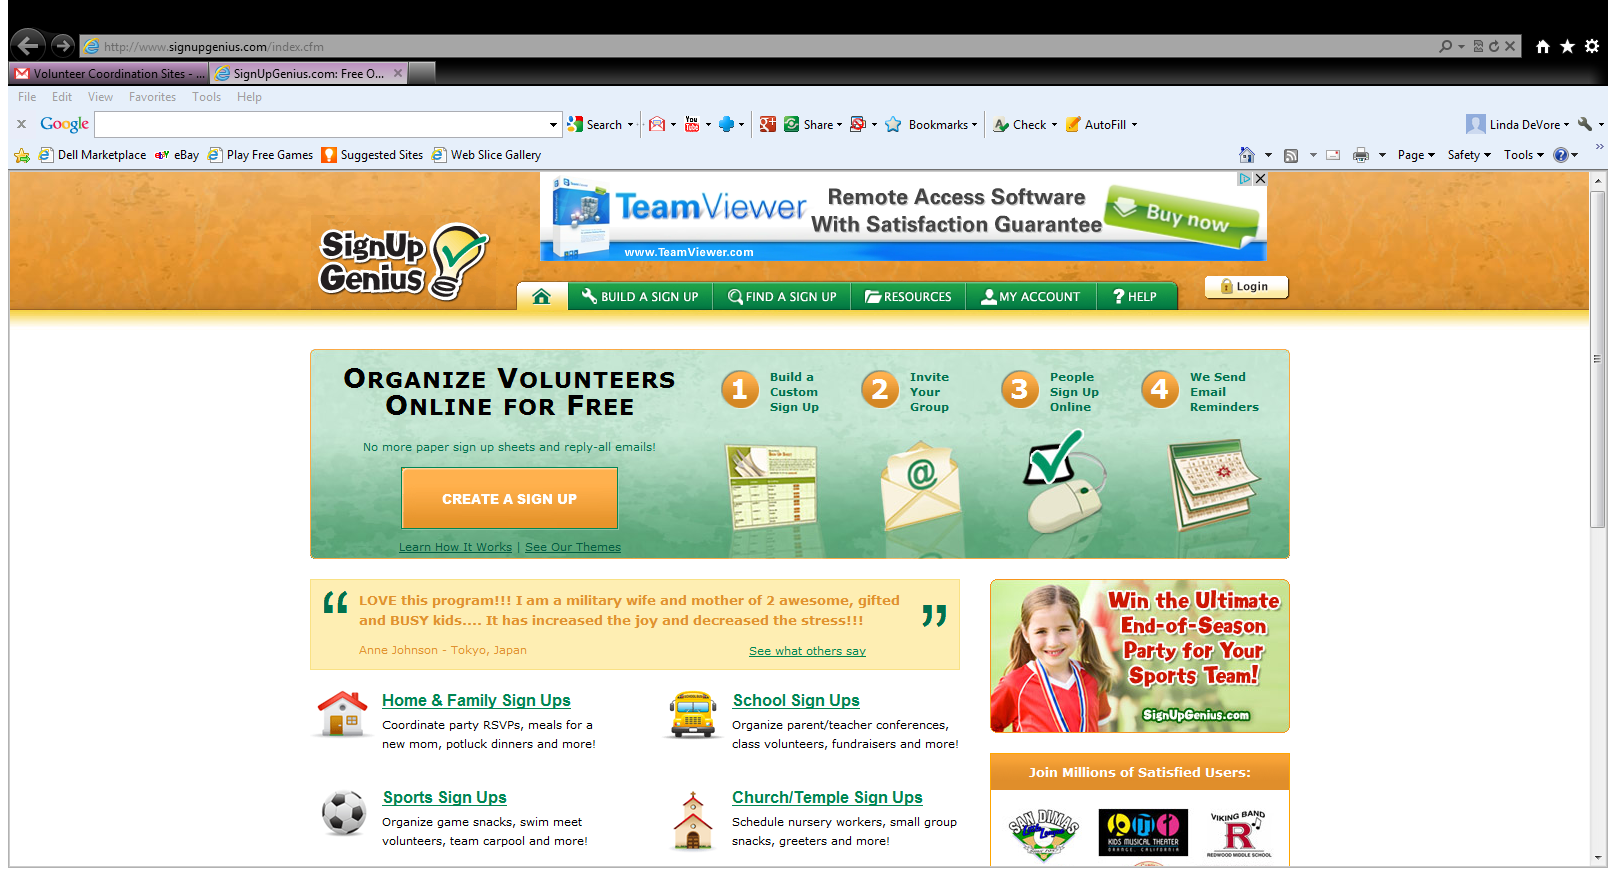 http://www.signupgenius.com/index.cfm
Volunteer Coordination Sites - ...
SignUpGenius.com: Free O...
File Edit View Favorites Tools Help
x Google Search Share Bookmarks Check AutoFill Linda DeVore
You Tube
Dell Marketplace eBay Play Free Games Suggested Sites Web Slice Gallery Page Safety Tools
TeamViewer
Remote Access Software
With Satisfaction Guarantee
Buy now
www.TeamViewer.com
SignUp
Genius
BUILD A SIGN UP FIND A SIGN UP RESOURCES MY ACCOUNT ? HELP
Login
ORGANIZE VOLUNTEERS
ONLINE FOR FREE
No more paper sign up sheets and reply-all emails!
CREATE A SIGN UP
Learn How It Works | See Our Themes
1 Build a
Custom
Sign Up
2 Invite
Your
Group
3 People
Sign Up
Online
4 We Send
Email
Reminders
@
“ LOVE this program!!! I am a military wife and mother of 2 awesome, gifted
and BUSY kids.... It has increased the joy and decreased the stress!!! ”
Anne Johnson - Tokyo, Japan
See what others say
Win the Ultimate
End-of-Season
Party for Your
Sports Team!
SignUpGenius.com
Home & Family Sign Ups
Coordinate party RSVPs, meals for a
new mom, potluck dinners and more!
School Sign Ups
Organize parent/teacher conferences,
class volunteers, fundraisers and more!
Sports Sign Ups
Organize game snacks, swim meet
volunteers, team carpool and more!
Church/Temple Sign Ups
Schedule nursery workers, small group
snacks, greeters and more!
Join Millions of Satisfied Users:
SAN DIMAS
Little League
KIDS MUSICAL THEATER
ORANGE, CALIFORNIA
VIKING BAND
R
REDWOOD MIDDLE SCHOOL